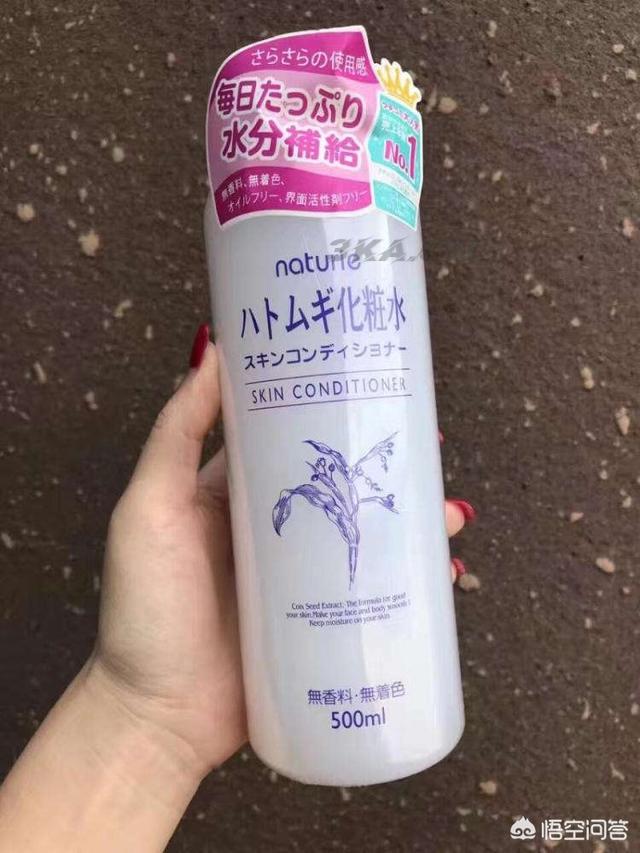 さらさらの使用感
毎日たっぷり
水分補給
無香料、無着色、
オイルフリー、界面活性剤フリー
No.1
3KA.
naturie
ハトムギ化粧水
スキンコンディショナー
SKIN CONDITIONER
Coix Seed Extract; The formula for good
your skin.Make your face and body smooth
Keep moisture on your skin
無香料·無着色
500ml
悟空问答